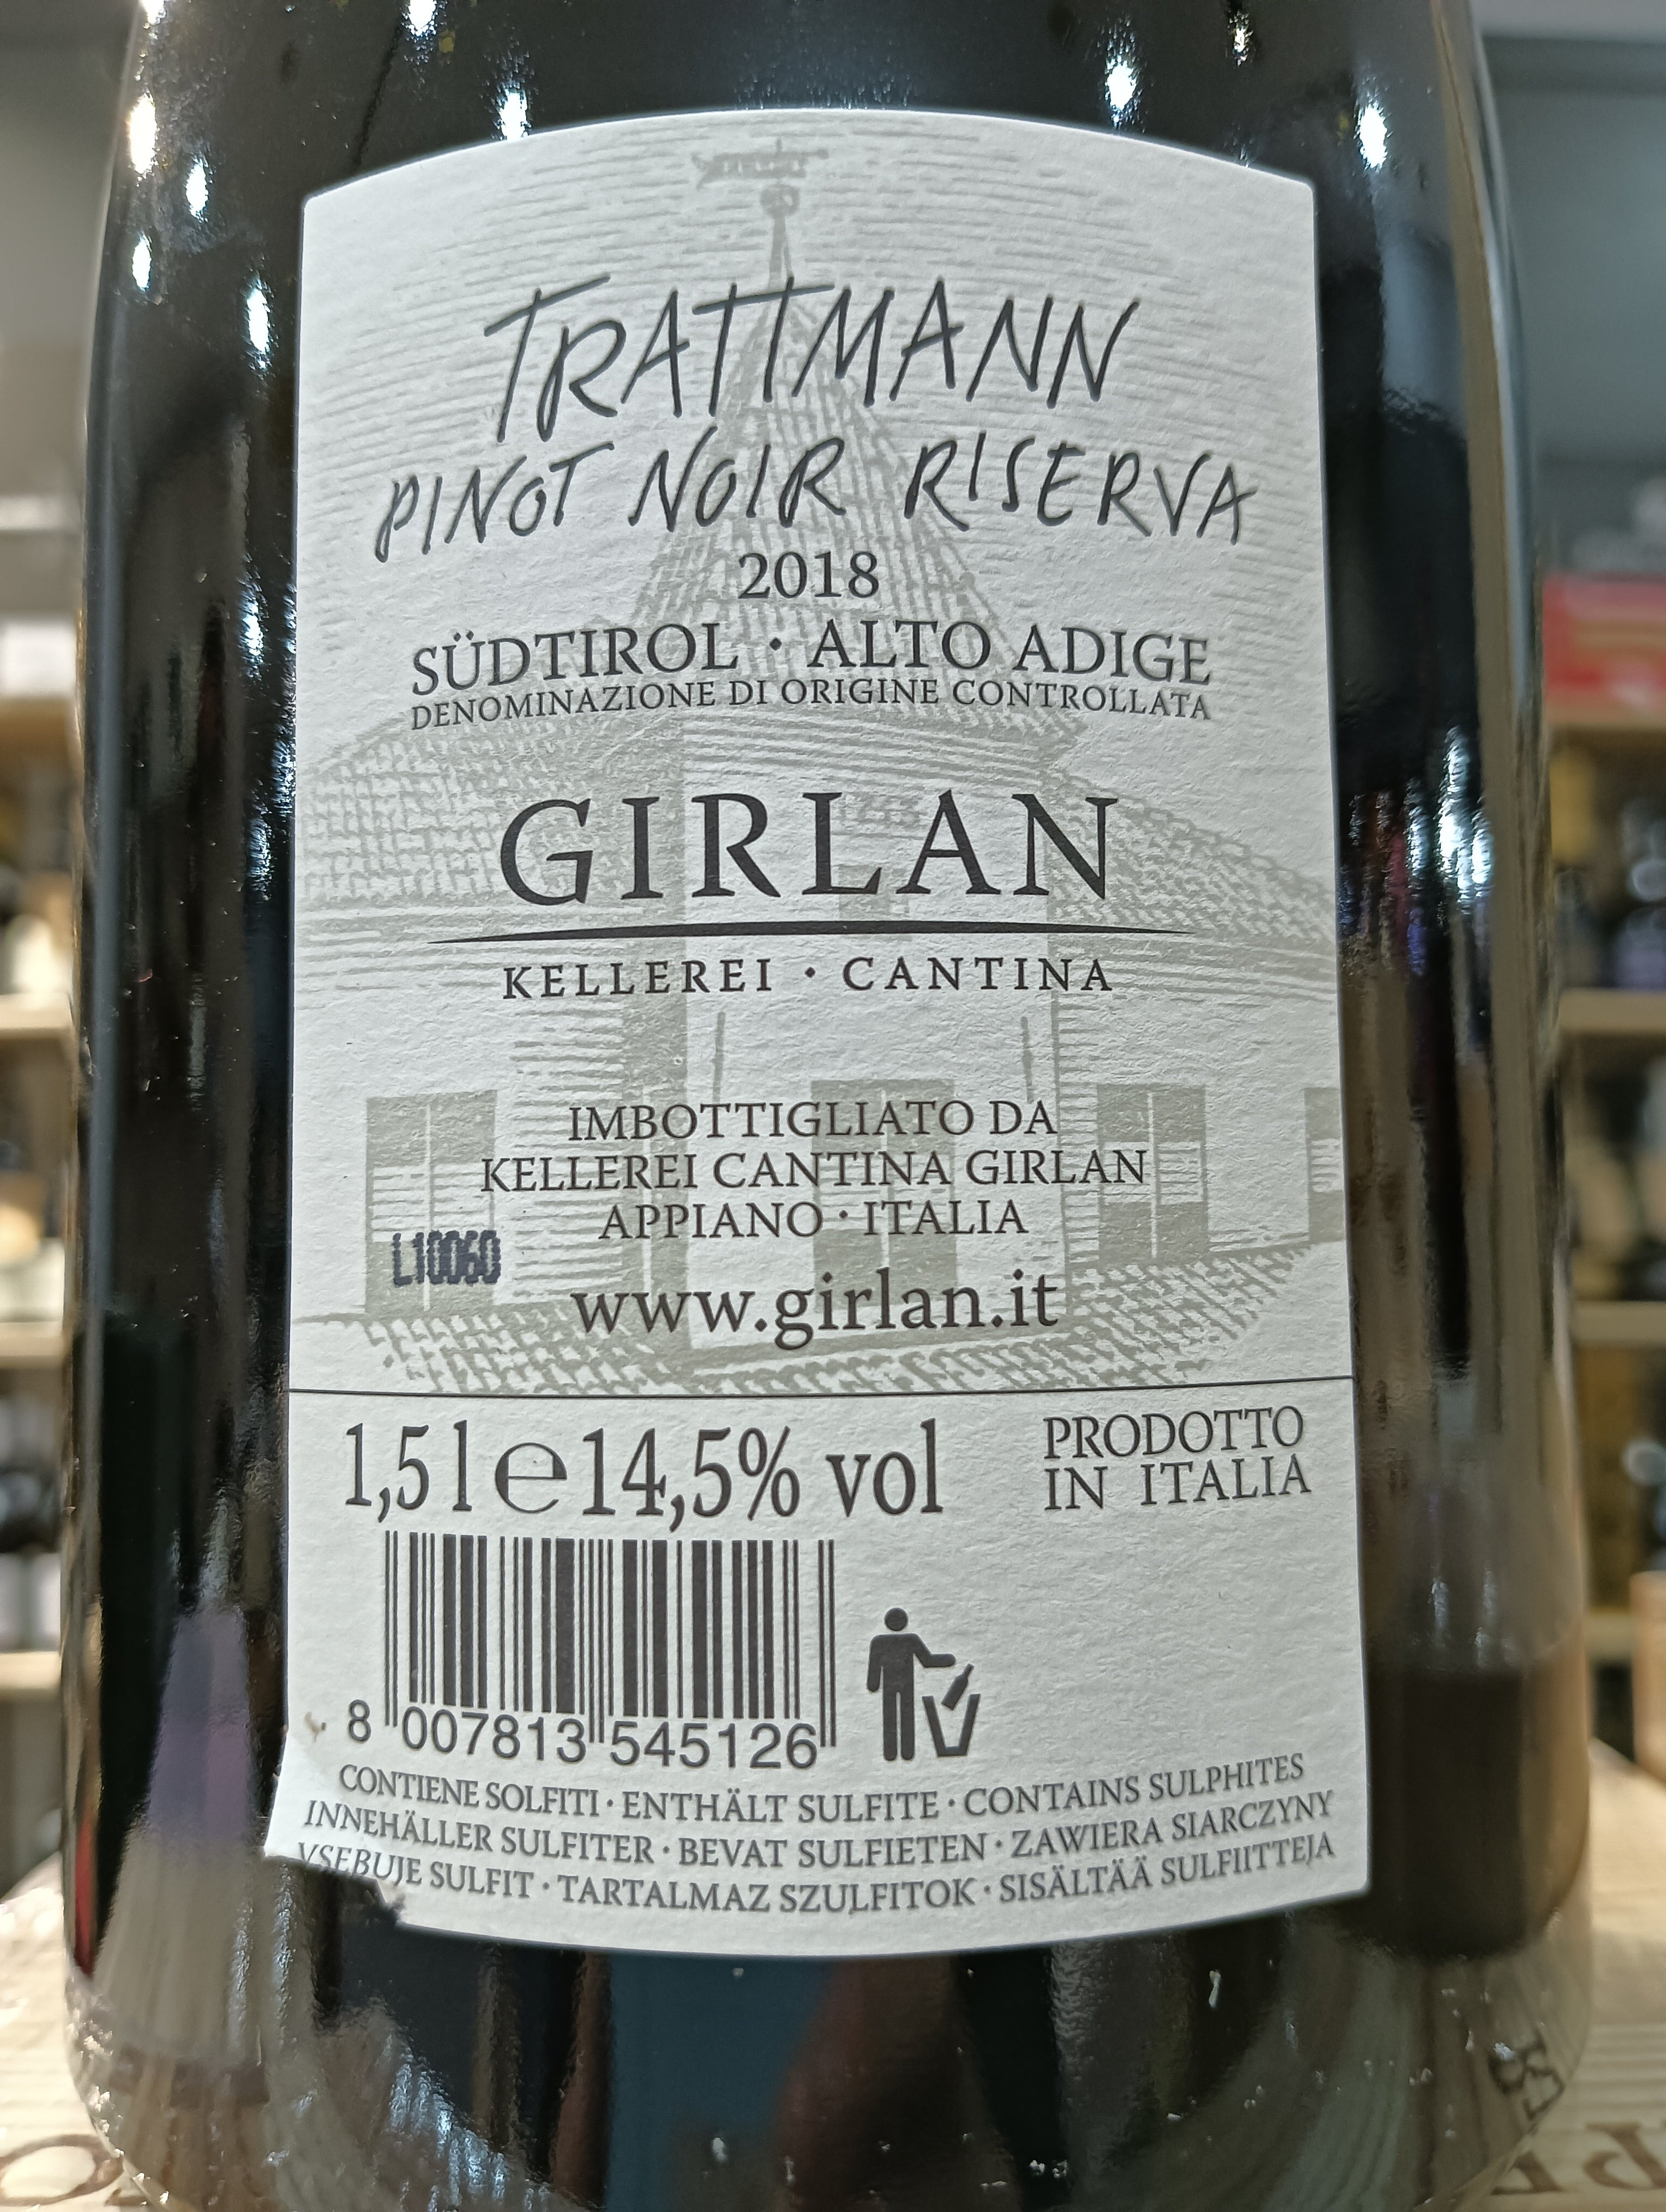 TRATTMANN
PINOT NOIR RISERVA
2018
SÜDTIROL · ALTO ADIGE
DENOMINAZIONE DI ORIGINE CONTROLLATA
GIRLAN
KELLEREI · CANTINA
IMBOTTIGLIATO DA
KELLEREI CANTINA GIRLAN
APPIANO · ITALIA
L10060
www.girlan.it
1,5 l e 14,5% vol
PRODOTTO
IN ITALIA
8 007813 545126
CONTIENE SOLFITI · ENTHÄLT SULFITE · CONTAINS SULPHITES
INNEHÅLLER SULFITER · BEVAT SULFIETEN · ZAWIERA SIARCZYNY
VSEBUJE SULFIT · TARTALMAZ SZULFITOK · SISÄLTÄÄ SULFIITTEJA